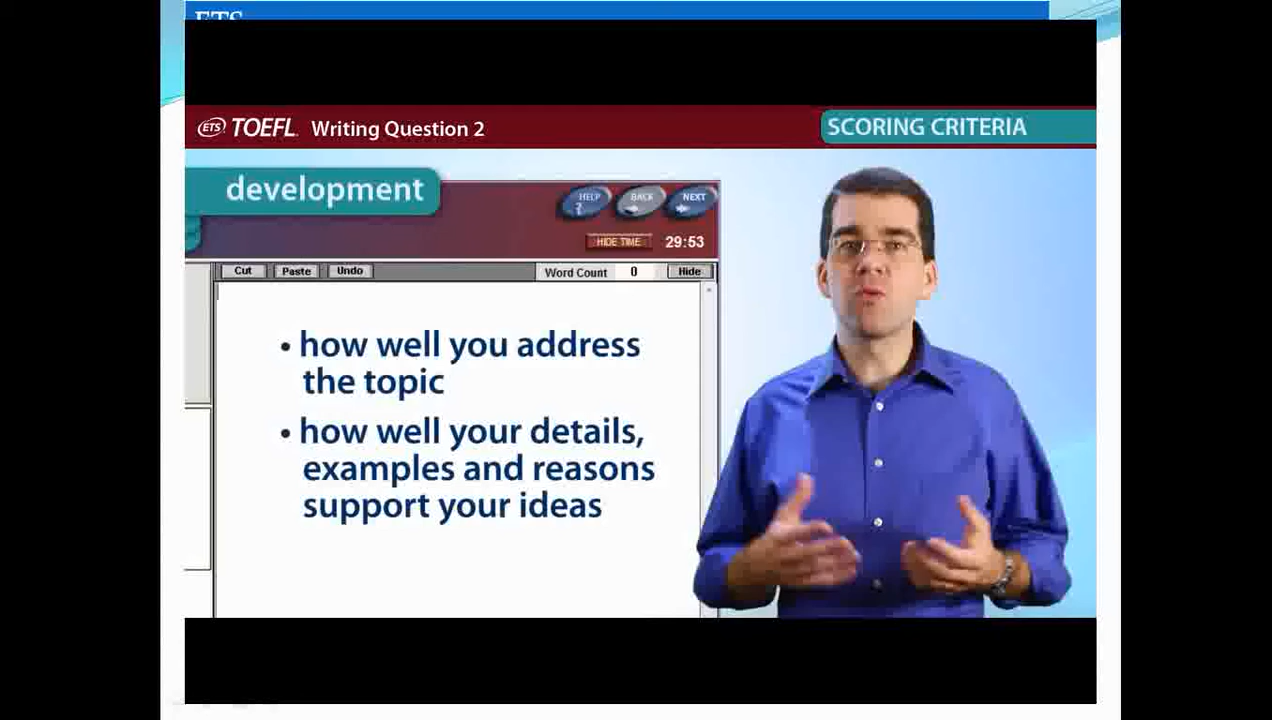 ETS
ETS TOEFL. Writing Question 2
SCORING CRITERIA
development
HELP
?
BACK
NEXT
HIDE TIME 29:53
Cut Paste Undo Word Count 0 Hide
• how well you address
the topic
• how well your details,
examples and reasons
support your ideas